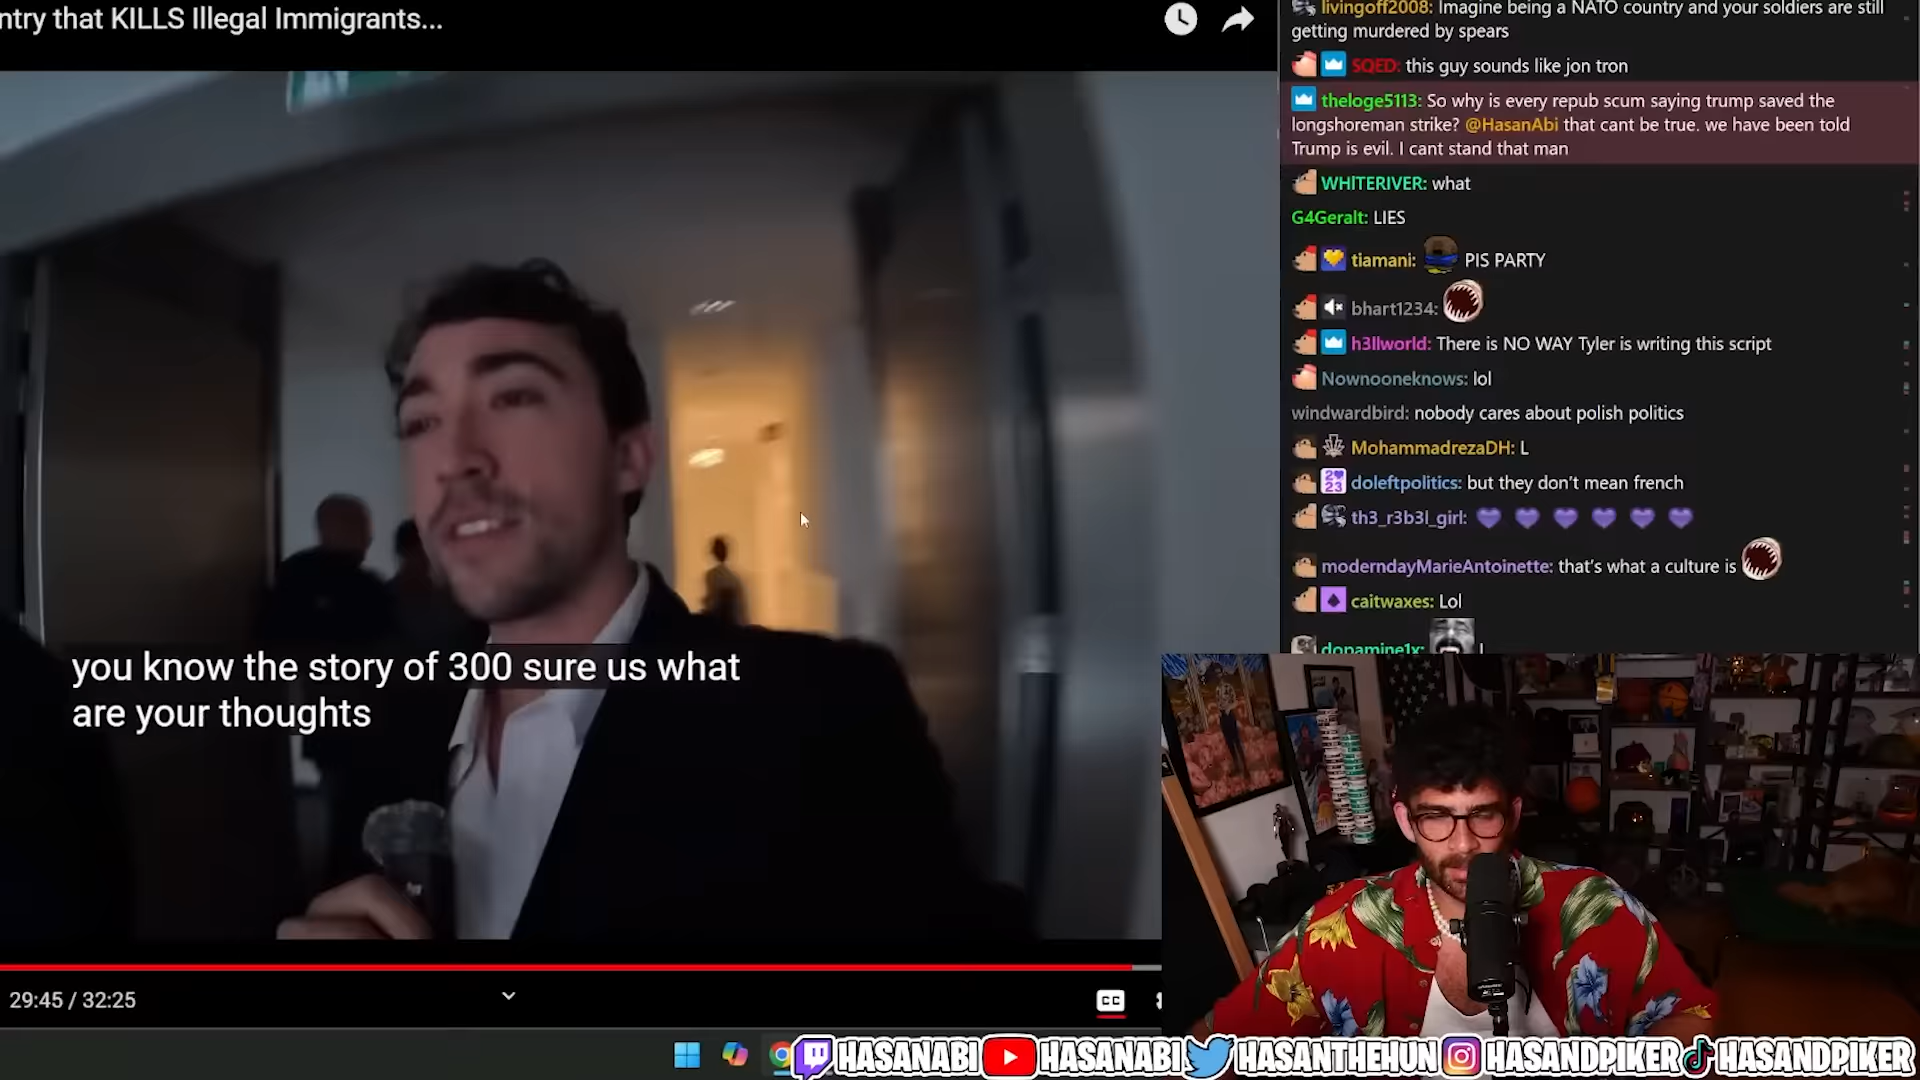 ntry that KILLS Illegal Immigrants...
livingoff2008: Imagine being a NATO country and your soldiers are still
getting murdered by spears
SQED: this guy sounds like jon tron
theloge5113: So why is every repub scum saying trump saved the
longshoreman strike? @HasanAbi that cant be true. we have been told
Trump is evil. I cant stand that man
WHITERIVER: what
G4Geralt: LIES
tiamani: PIS PARTY
bhart1234:
h3llworld: There is NO WAY Tyler is writing this script
Nownooneknows: lol
windwardbird: nobody cares about polish politics
MohammadrezaDH: L
doleftpolitics: but they don't mean french
th3_r3b3l_girl:
moderndayMarieAntoinette: that's what a culture is
caitwaxes: Lol
dopamine1x:
you know the story of 300 sure us what
are your thoughts
29:45 / 32:25
CC
HASANABI HASANABI HASANTHEHUN HASANDPIKER HASANDPIKER